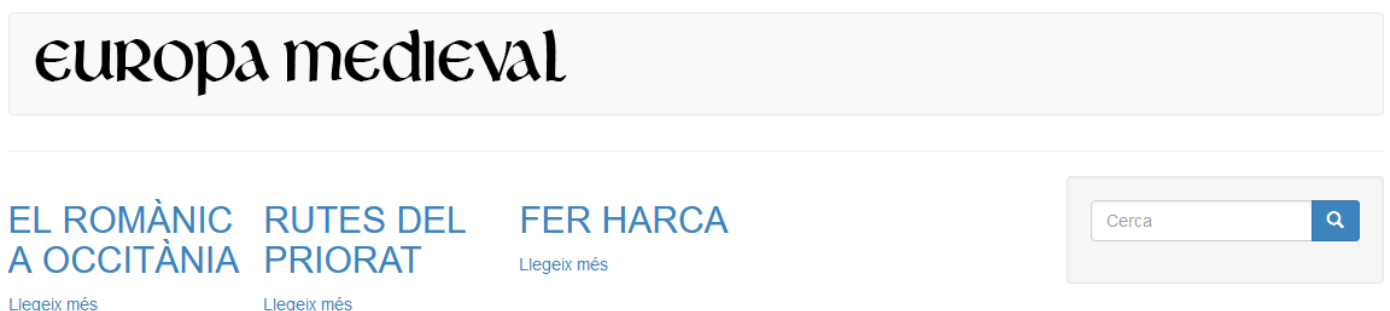 EUROPA MEDIEVAL
EL ROMÀNIC
A OCCITÀNIA
Llegeix més
RUTES DEL
PRIORAT
Llegeix més
FER HARCA
Llegeix més
Cerca